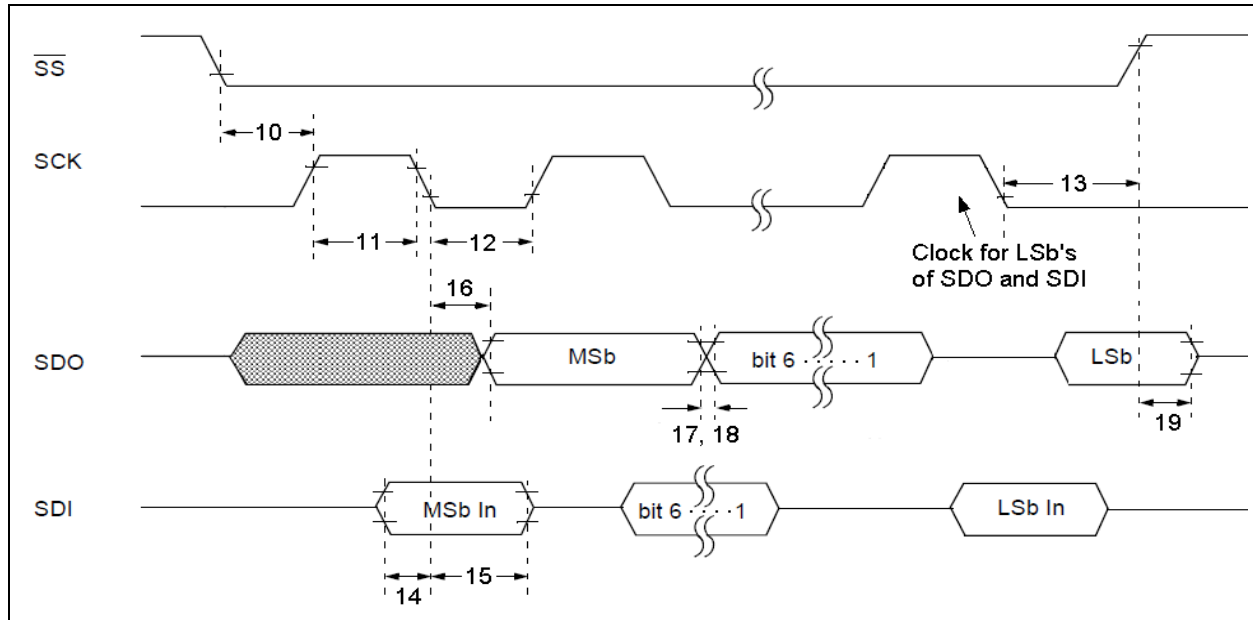 SS
10
SCK
13
11
12
Clock for LSb's
of SDO and SDI
16
SDO
MSb
bit 6 · · · · · 1
LSb
17, 18
19
SDI
MSb In
bit 6 · · · · 1
LSb In
14
15